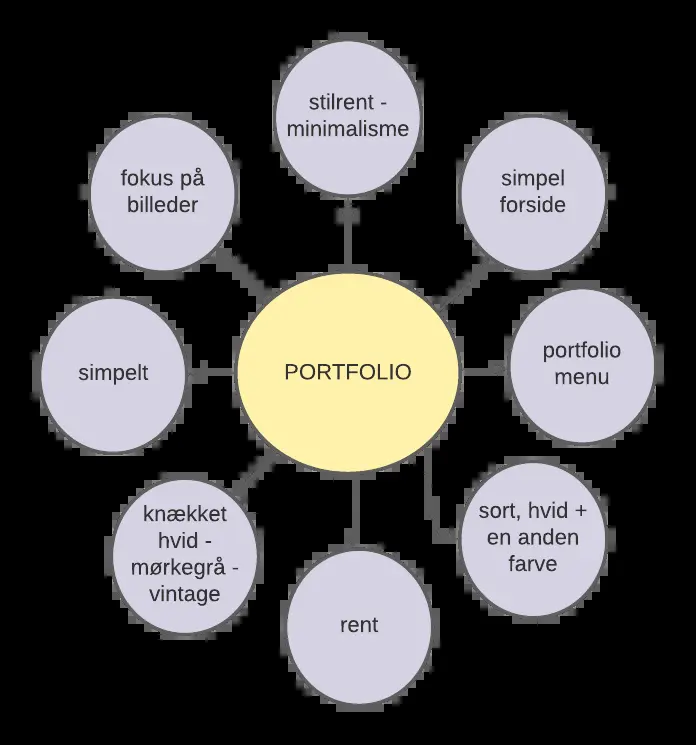 stilrent -
minimalisme
fokus på
billeder
simpel
forside
simpelt
PORTFOLIO
portfolio
menu
knækket
hvid -
mørkegrå -
vintage
sort, hvid +
en anden
farve
rent